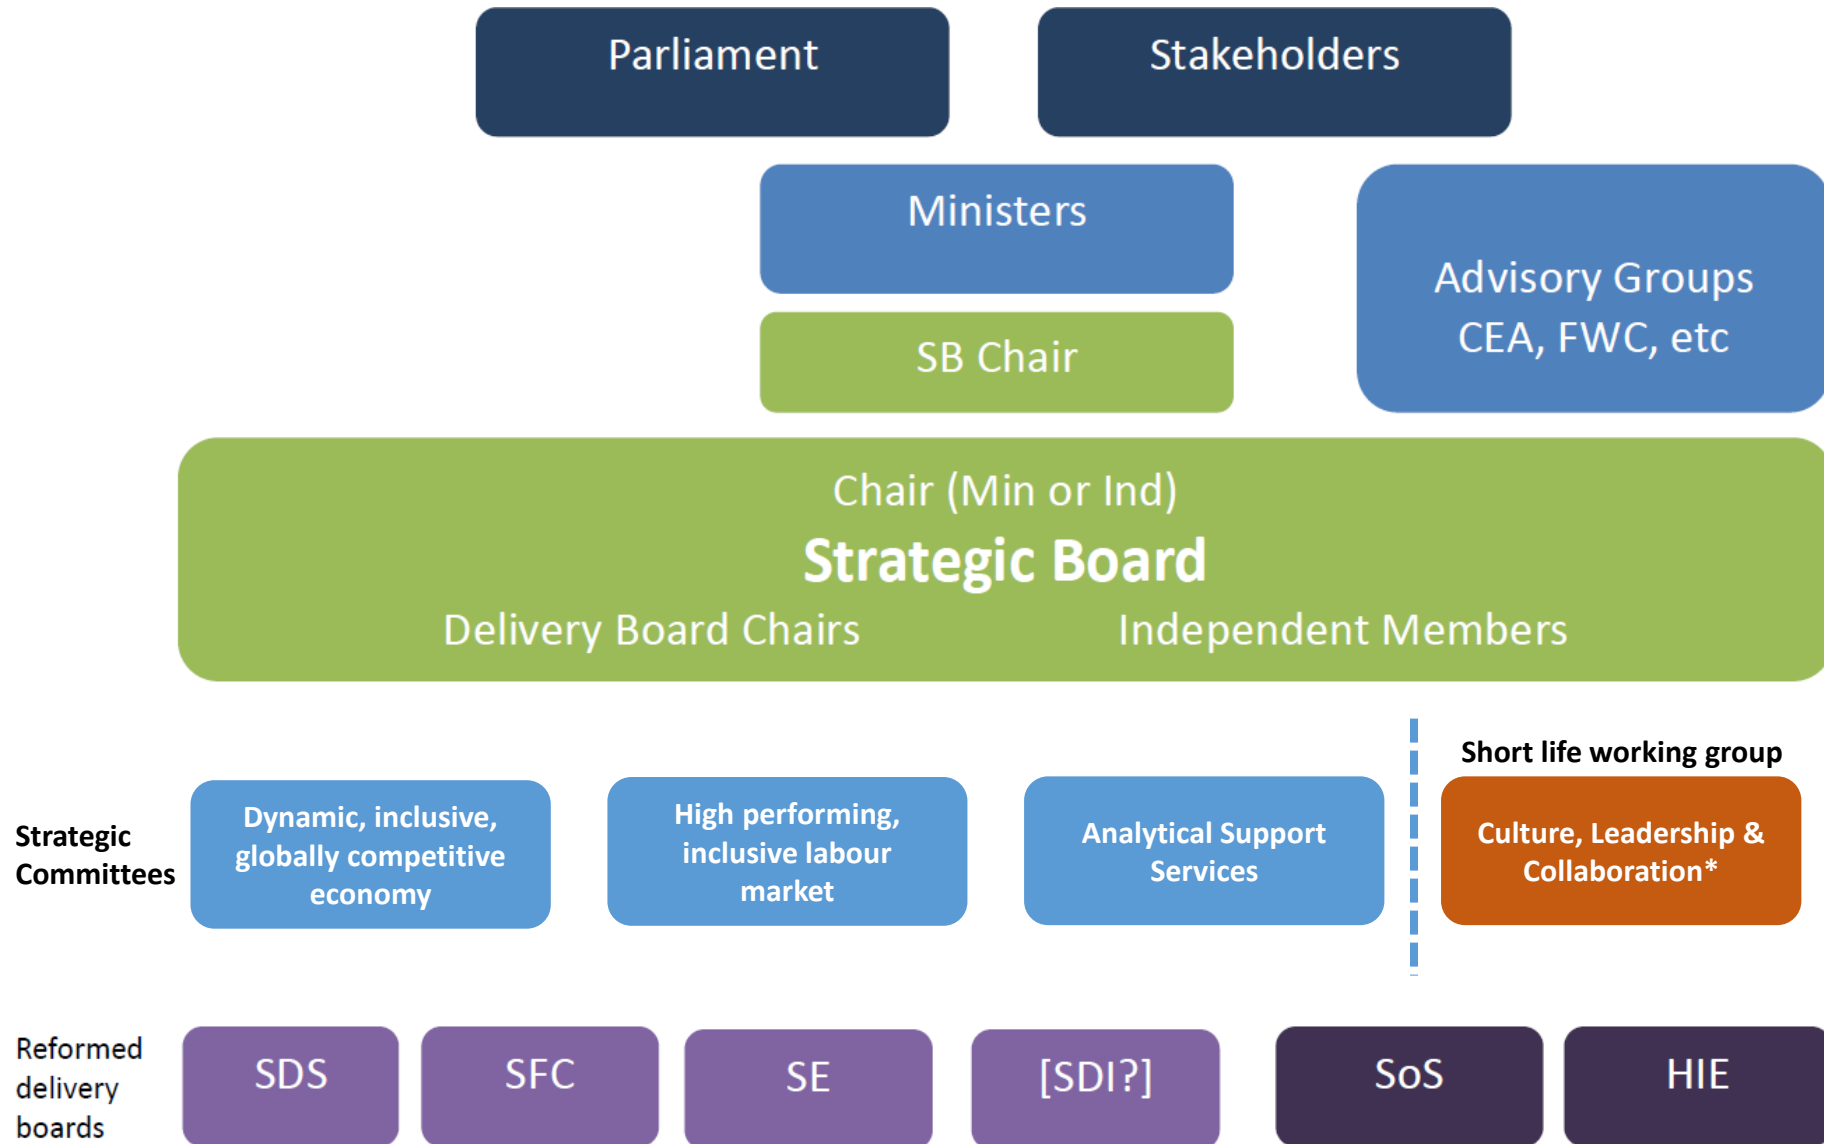 Parliament
Stakeholders
Ministers
Advisory Groups
CEA, FWC, etc
SB Chair
Chair (Min or Ind)
Strategic Board
Delivery Board Chairs
Independent Members
Short life working group
Strategic
Committees
Dynamic, inclusive,
globally competitive
economy
High performing,
inclusive labour
market
Analytical Support
Services
Culture, Leadership &
Collaboration*
Reformed
delivery
boards
SDS
SFC
SE
[SDI?]
SoS
HIE